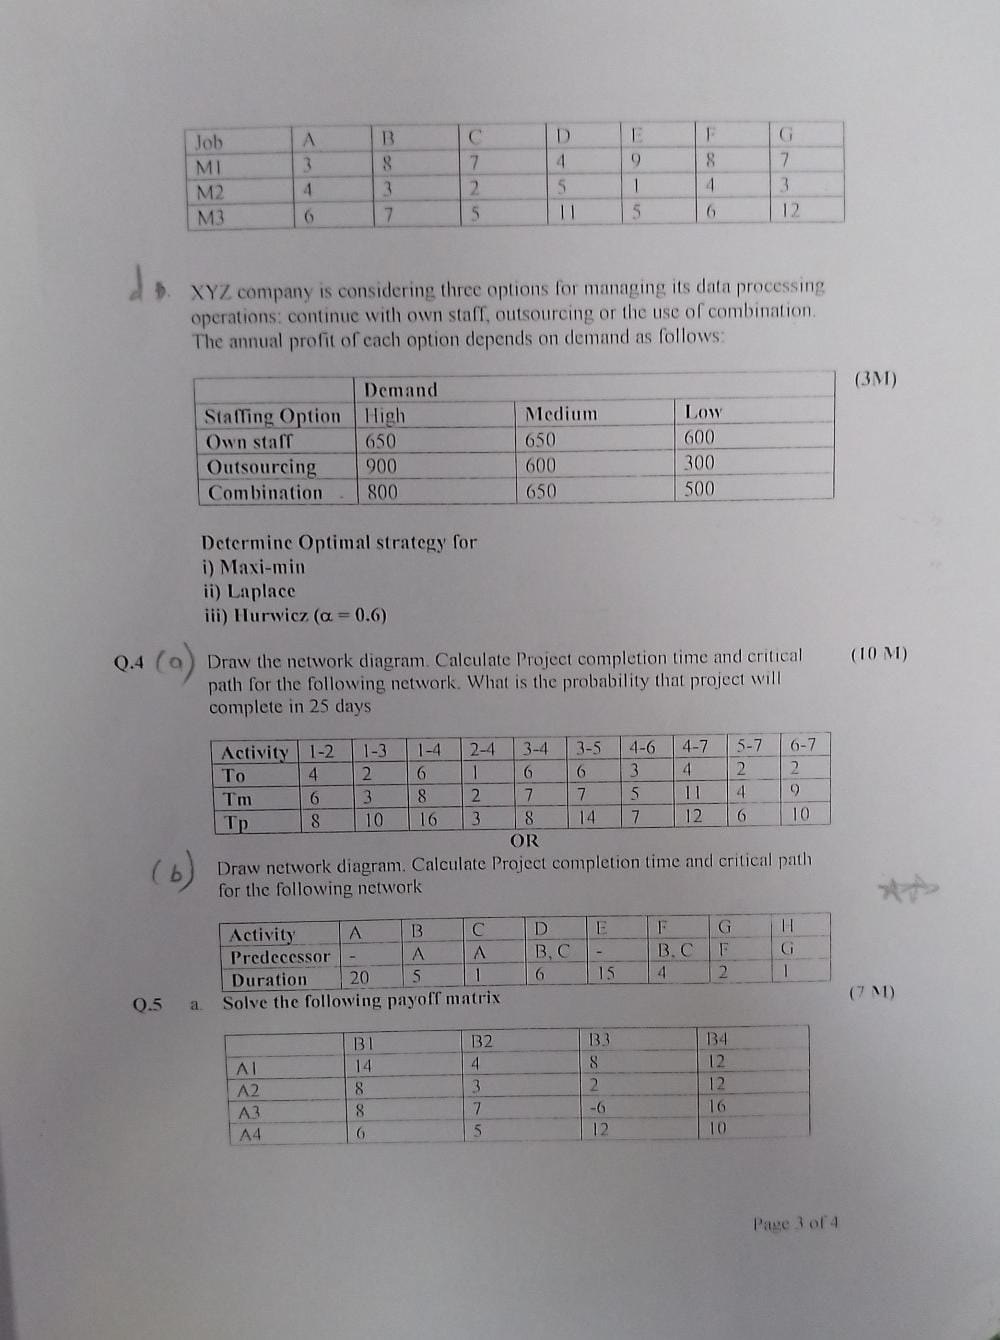 Job A B C D E F G
M1 3 8 7 4 9 8 7
M2 4 3 2 5 1 4 3
M3 6 7 5 11 5 6 12
d b. XYZ company is considering three options for managing its data processing
operations: continue with own staff, outsourcing or the use of combination.
The annual profit of each option depends on demand as follows:
(3M)
Demand
Staffing Option High Medium Low
Own staff 650 650 600
Outsourcing 900 600 300
Combination 800 650 500
Determine Optimal strategy for
i) Maxi-min
ii) Laplace
iii) Hurwicz (α = 0.6)
Q.4 (a) Draw the network diagram. Calculate Project completion time and critical (10 M)
path for the following network. What is the probability that project will
complete in 25 days
Activity 1-2 1-3 1-4 2-4 3-4 3-5 4-6 4-7 5-7 6-7
To 4 2 6 1 6 6 3 4 2 2
Tm 6 3 8 2 7 7 5 11 4 9
Tp 8 10 16 3 8 14 7 12 6 10
OR
(b) Draw network diagram. Calculate Project completion time and critical path
for the following network
Activity A B C D E F G H
Predecessor - A A B, C - B, C F G
Duration 20 5 1 6 15 4 2 1
Q.5 a. Solve the following payoff matrix (7 M)
B1 B2 B3 B4
A1 14 4 8 12
A2 8 3 2 12
A3 8 7 -6 16
A4 6 5 12 10
Page 3 of 4